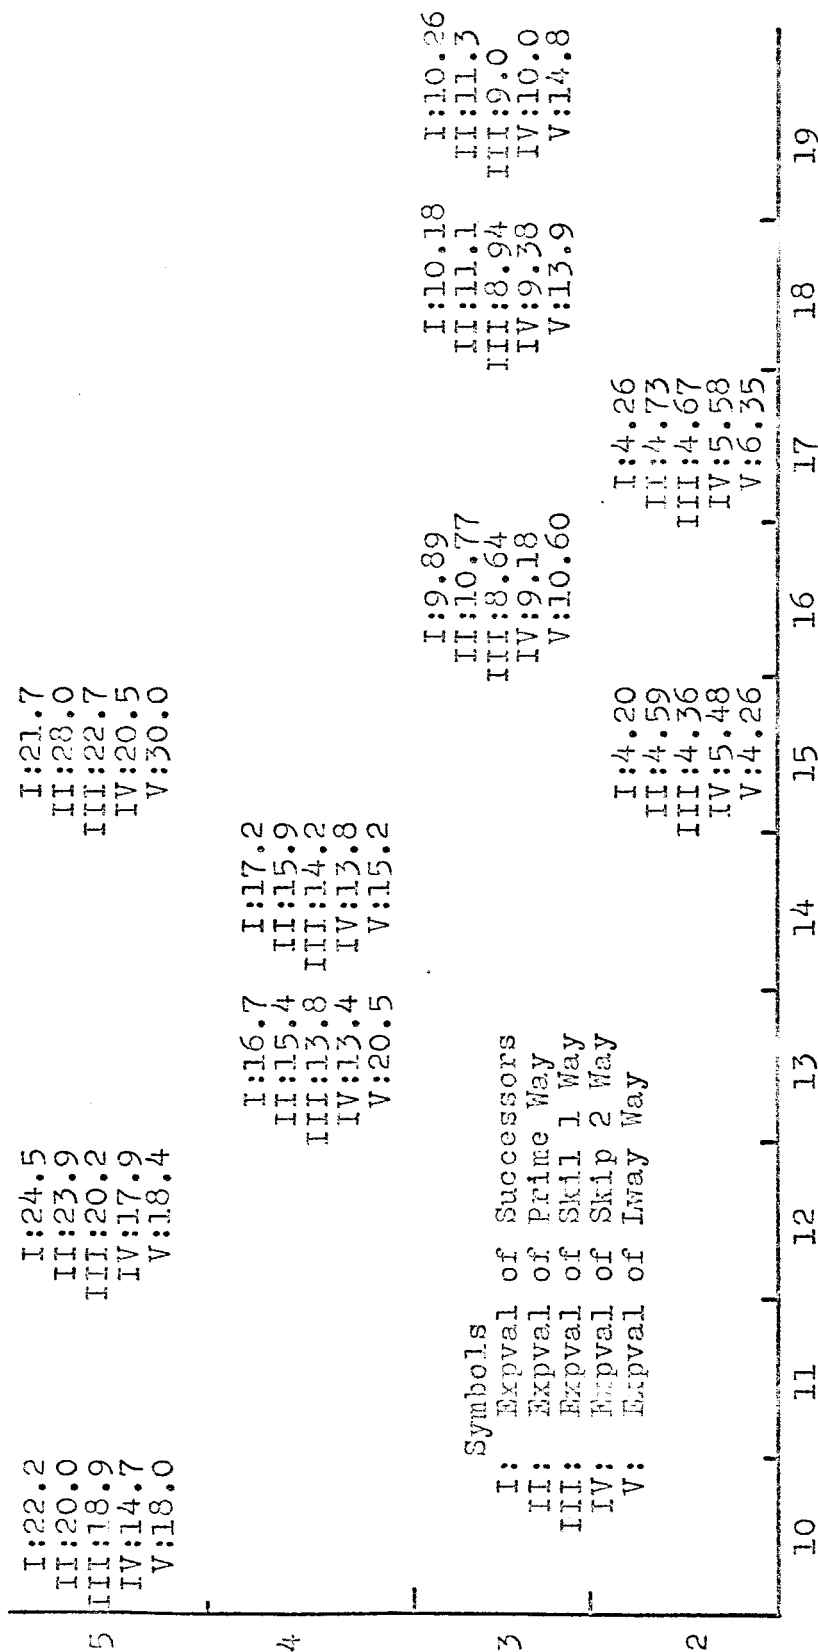 5
I:22.2
II:20.0
III:18.9
IV:14.7
V:18.0
I:24.5
II:23.9
III:20.2
IV:17.9
V:18.4
I:21.7
II:28.0
III:22.7
IV:20.5
V:30.0
4
I:16.7
II:15.4
III:13.8
IV:13.4
V:20.5
I:17.2
II:15.9
III:14.2
IV:13.8
V:15.2
3
Symbols
I: Expval of Successors
II: Expval of Prime Way
III: Expval of Skil 1 Way
IV: Expval of Skip 2 Way
V: Expval of Lway Way
I:9.89
II:10.77
III:8.64
IV:9.18
V:10.60
I:10.18
II:11.1
III:8.94
IV:9.38
V:13.9
I:10.26
II:11.3
III:9.0
IV:10.0
V:14.8
2
I:4.20
II:4.59
III:4.36
IV:5.48
V:4.26
I:4.26
II:4.73
III:4.67
IV:5.58
V:6.35
10 11 12 13 14 15 16 17 18 19